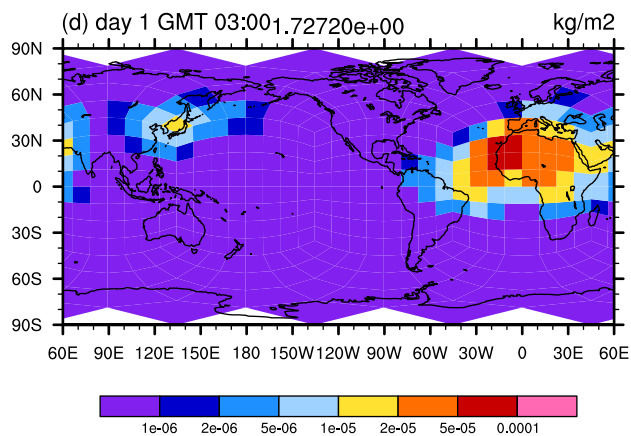 (d) day 1 GMT 03:00 1.72720e+00 kg/m2
90N
60N
30N
0
30S
60S
90S
60E 90E 120E 150E 180 150W 120W 90W 60W 30W 0 30E 60E
1e-06 2e-06 5e-06 1e-05 2e-05 5e-05 0.0001